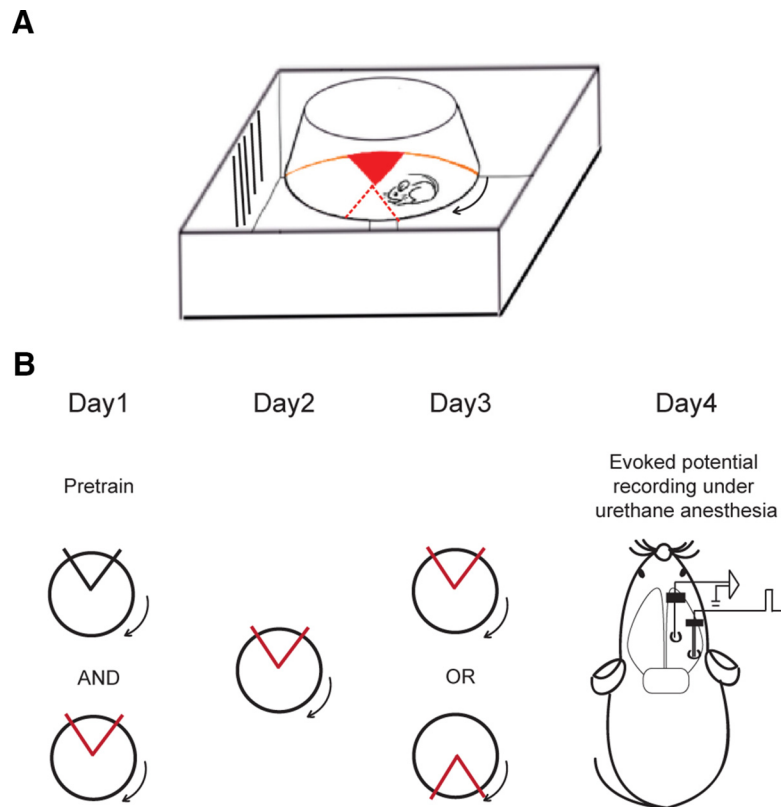 A
B
Day1
Day2
Day3
Day4
Pretrain
AND
OR
Evoked potential
recording under
urethane anesthesia